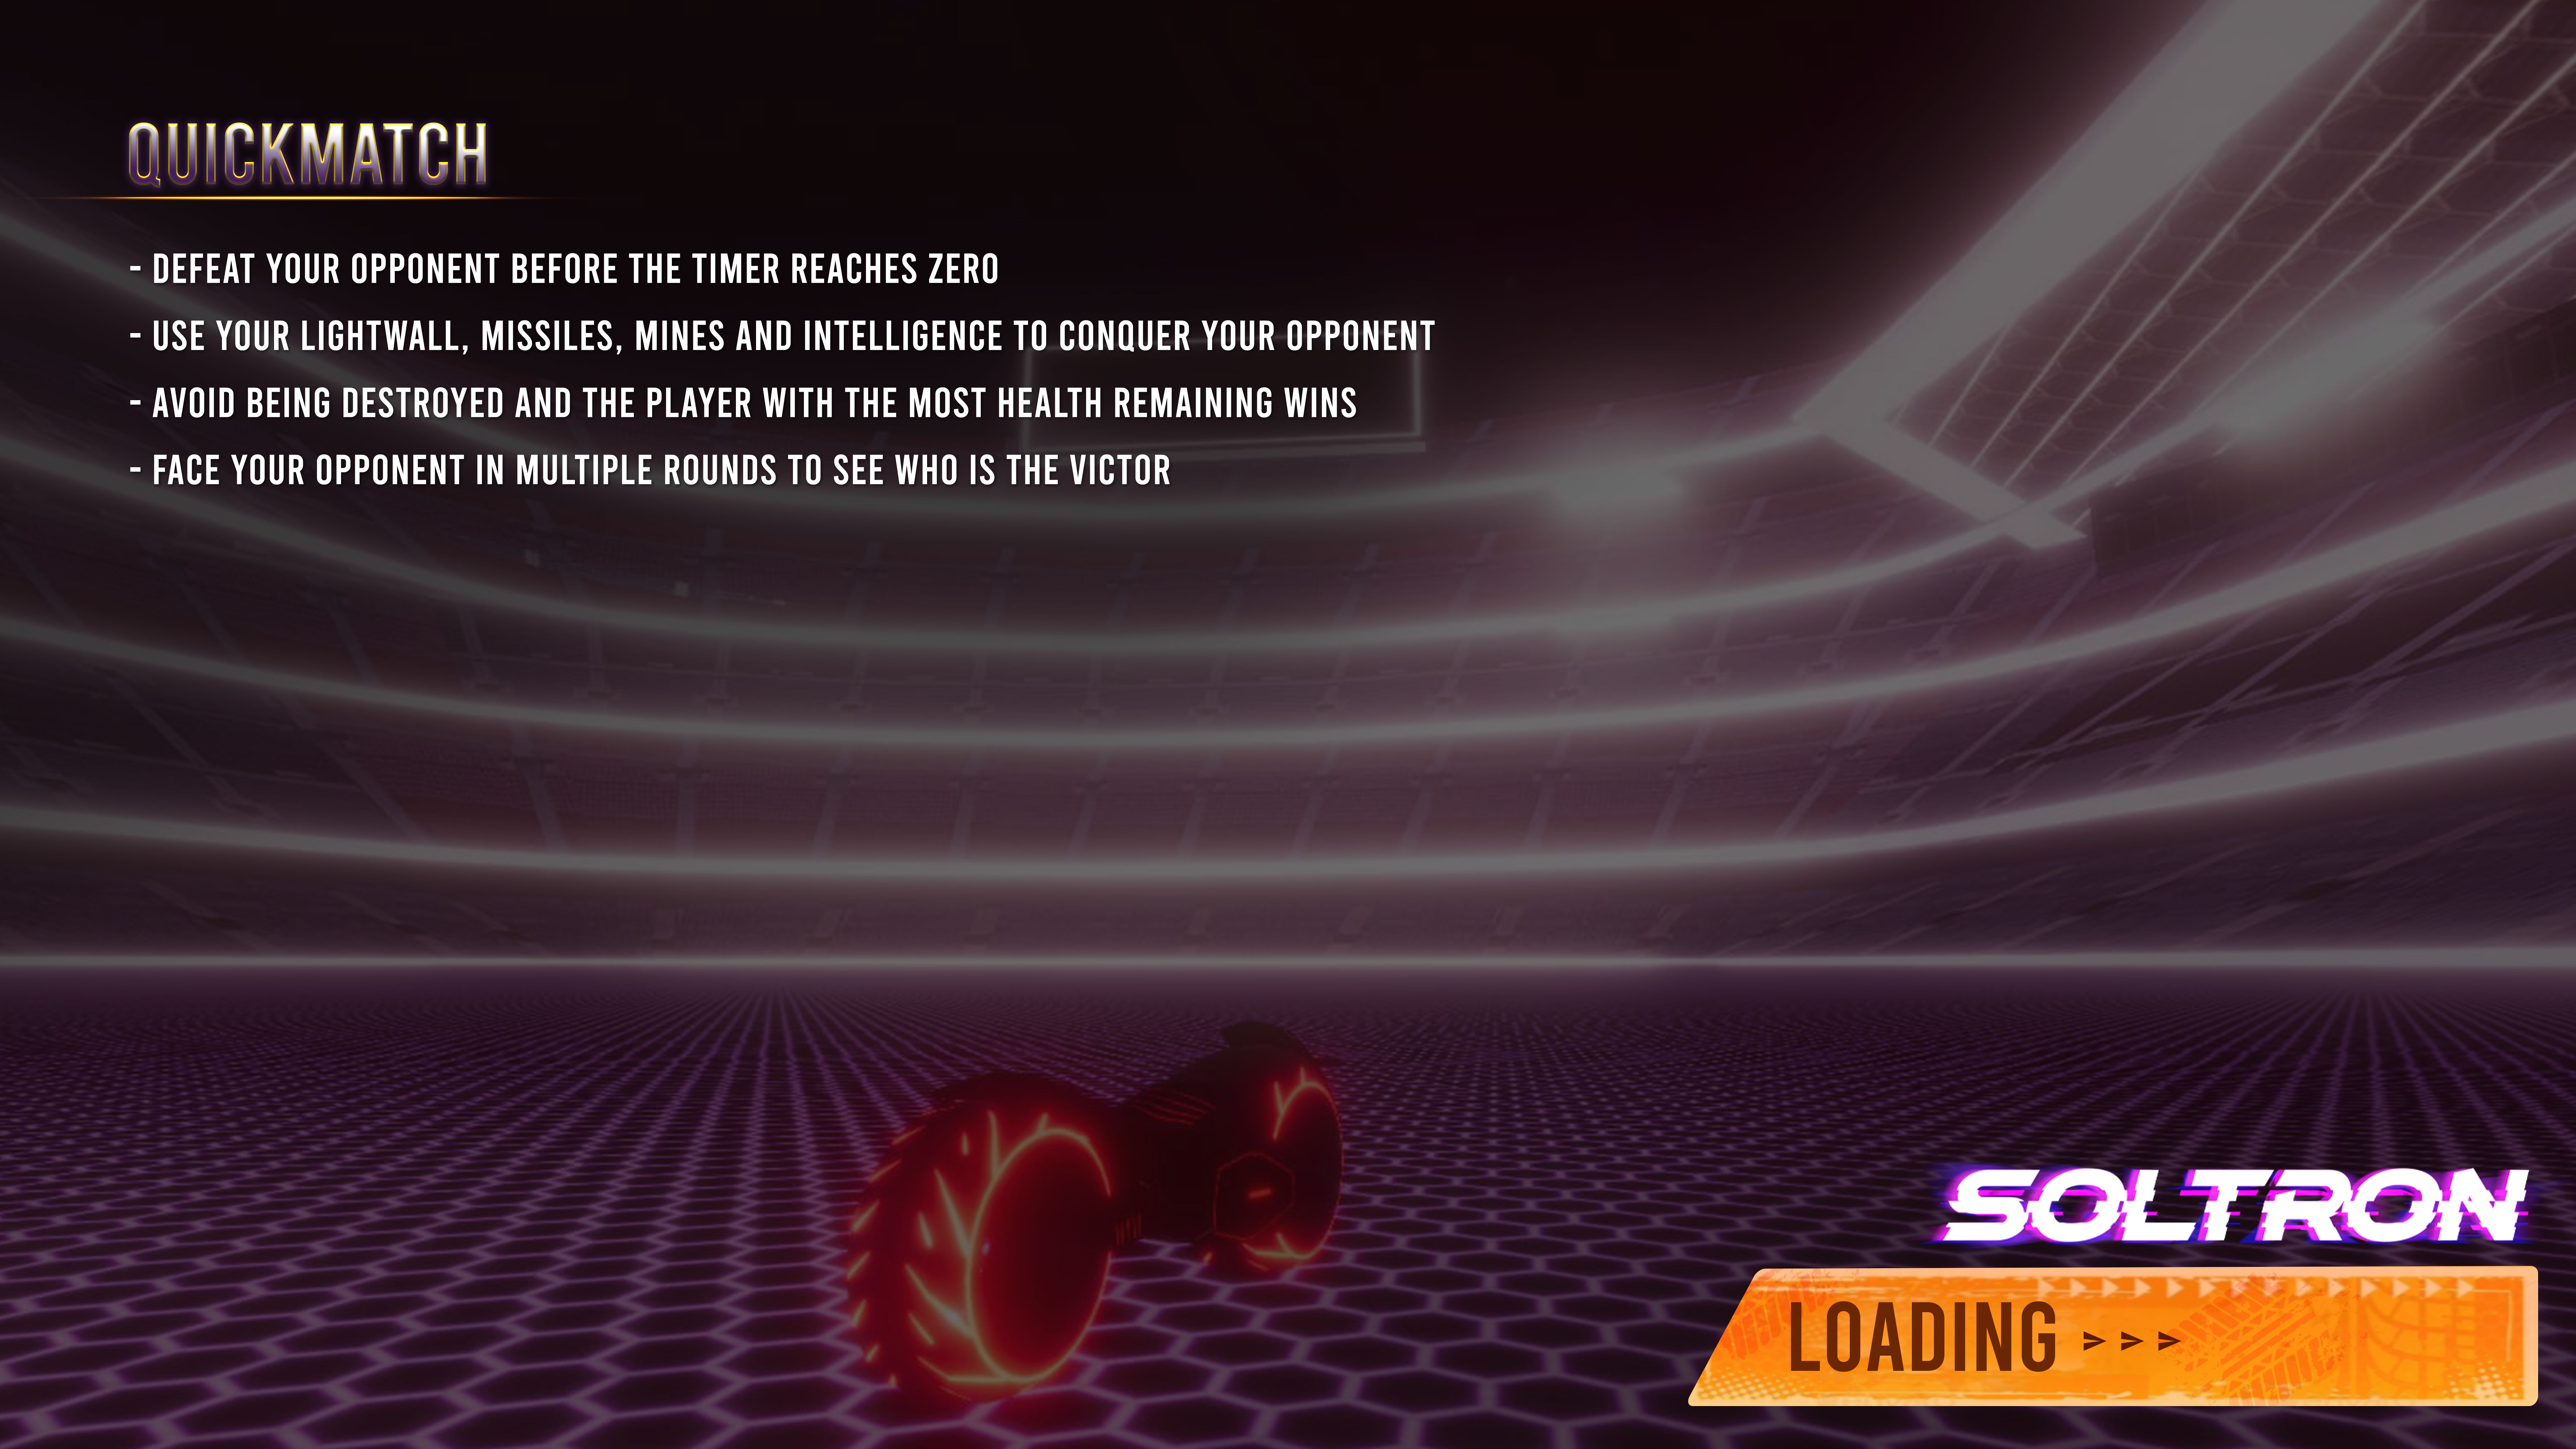 QUICKMATCH
- DEFEAT YOUR OPPONENT BEFORE THE TIMER REACHES ZERO
- USE YOUR LIGHTWALL, MISSILES, MINES AND INTELLIGENCE TO CONQUER YOUR OPPONENT
- AVOID BEING DESTROYED AND THE PLAYER WITH THE MOST HEALTH REMAINING WINS
- FACE YOUR OPPONENT IN MULTIPLE ROUNDS TO SEE WHO IS THE VICTOR
SOLTRON
LOADING > > >